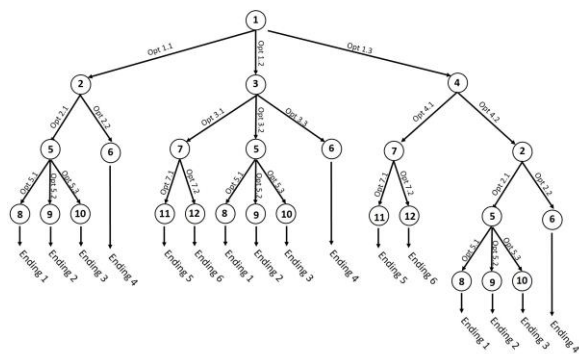 1
Opt 1.1
Opt 1.2
Opt 1.3
2
3
4
Opt 2.1
Opt 2.2
Opt 3.1
Opt 3.2
Opt 3.3
Opt 4.1
Opt 4.2
5
6
7
5
6
7
2
Opt 5.1
Opt 5.2
Opt 5.3
Opt 7.1
Opt 7.2
Opt 5.1
Opt 5.2
Opt 5.3
Opt 7.1
Opt 7.2
Opt 2.1
Opt 2.2
8
9
10
11
12
8
9
10
11
12
5
6
Ending 1
Ending 2
Ending 3
Ending 4
Ending 5
Ending 6
Ending 1
Ending 2
Ending 3
Ending 4
Ending 5
Ending 6
Opt 5.1
Opt 5.2
Opt 5.3
8
9
10
Ending 1
Ending 2
Ending 3
Ending 4